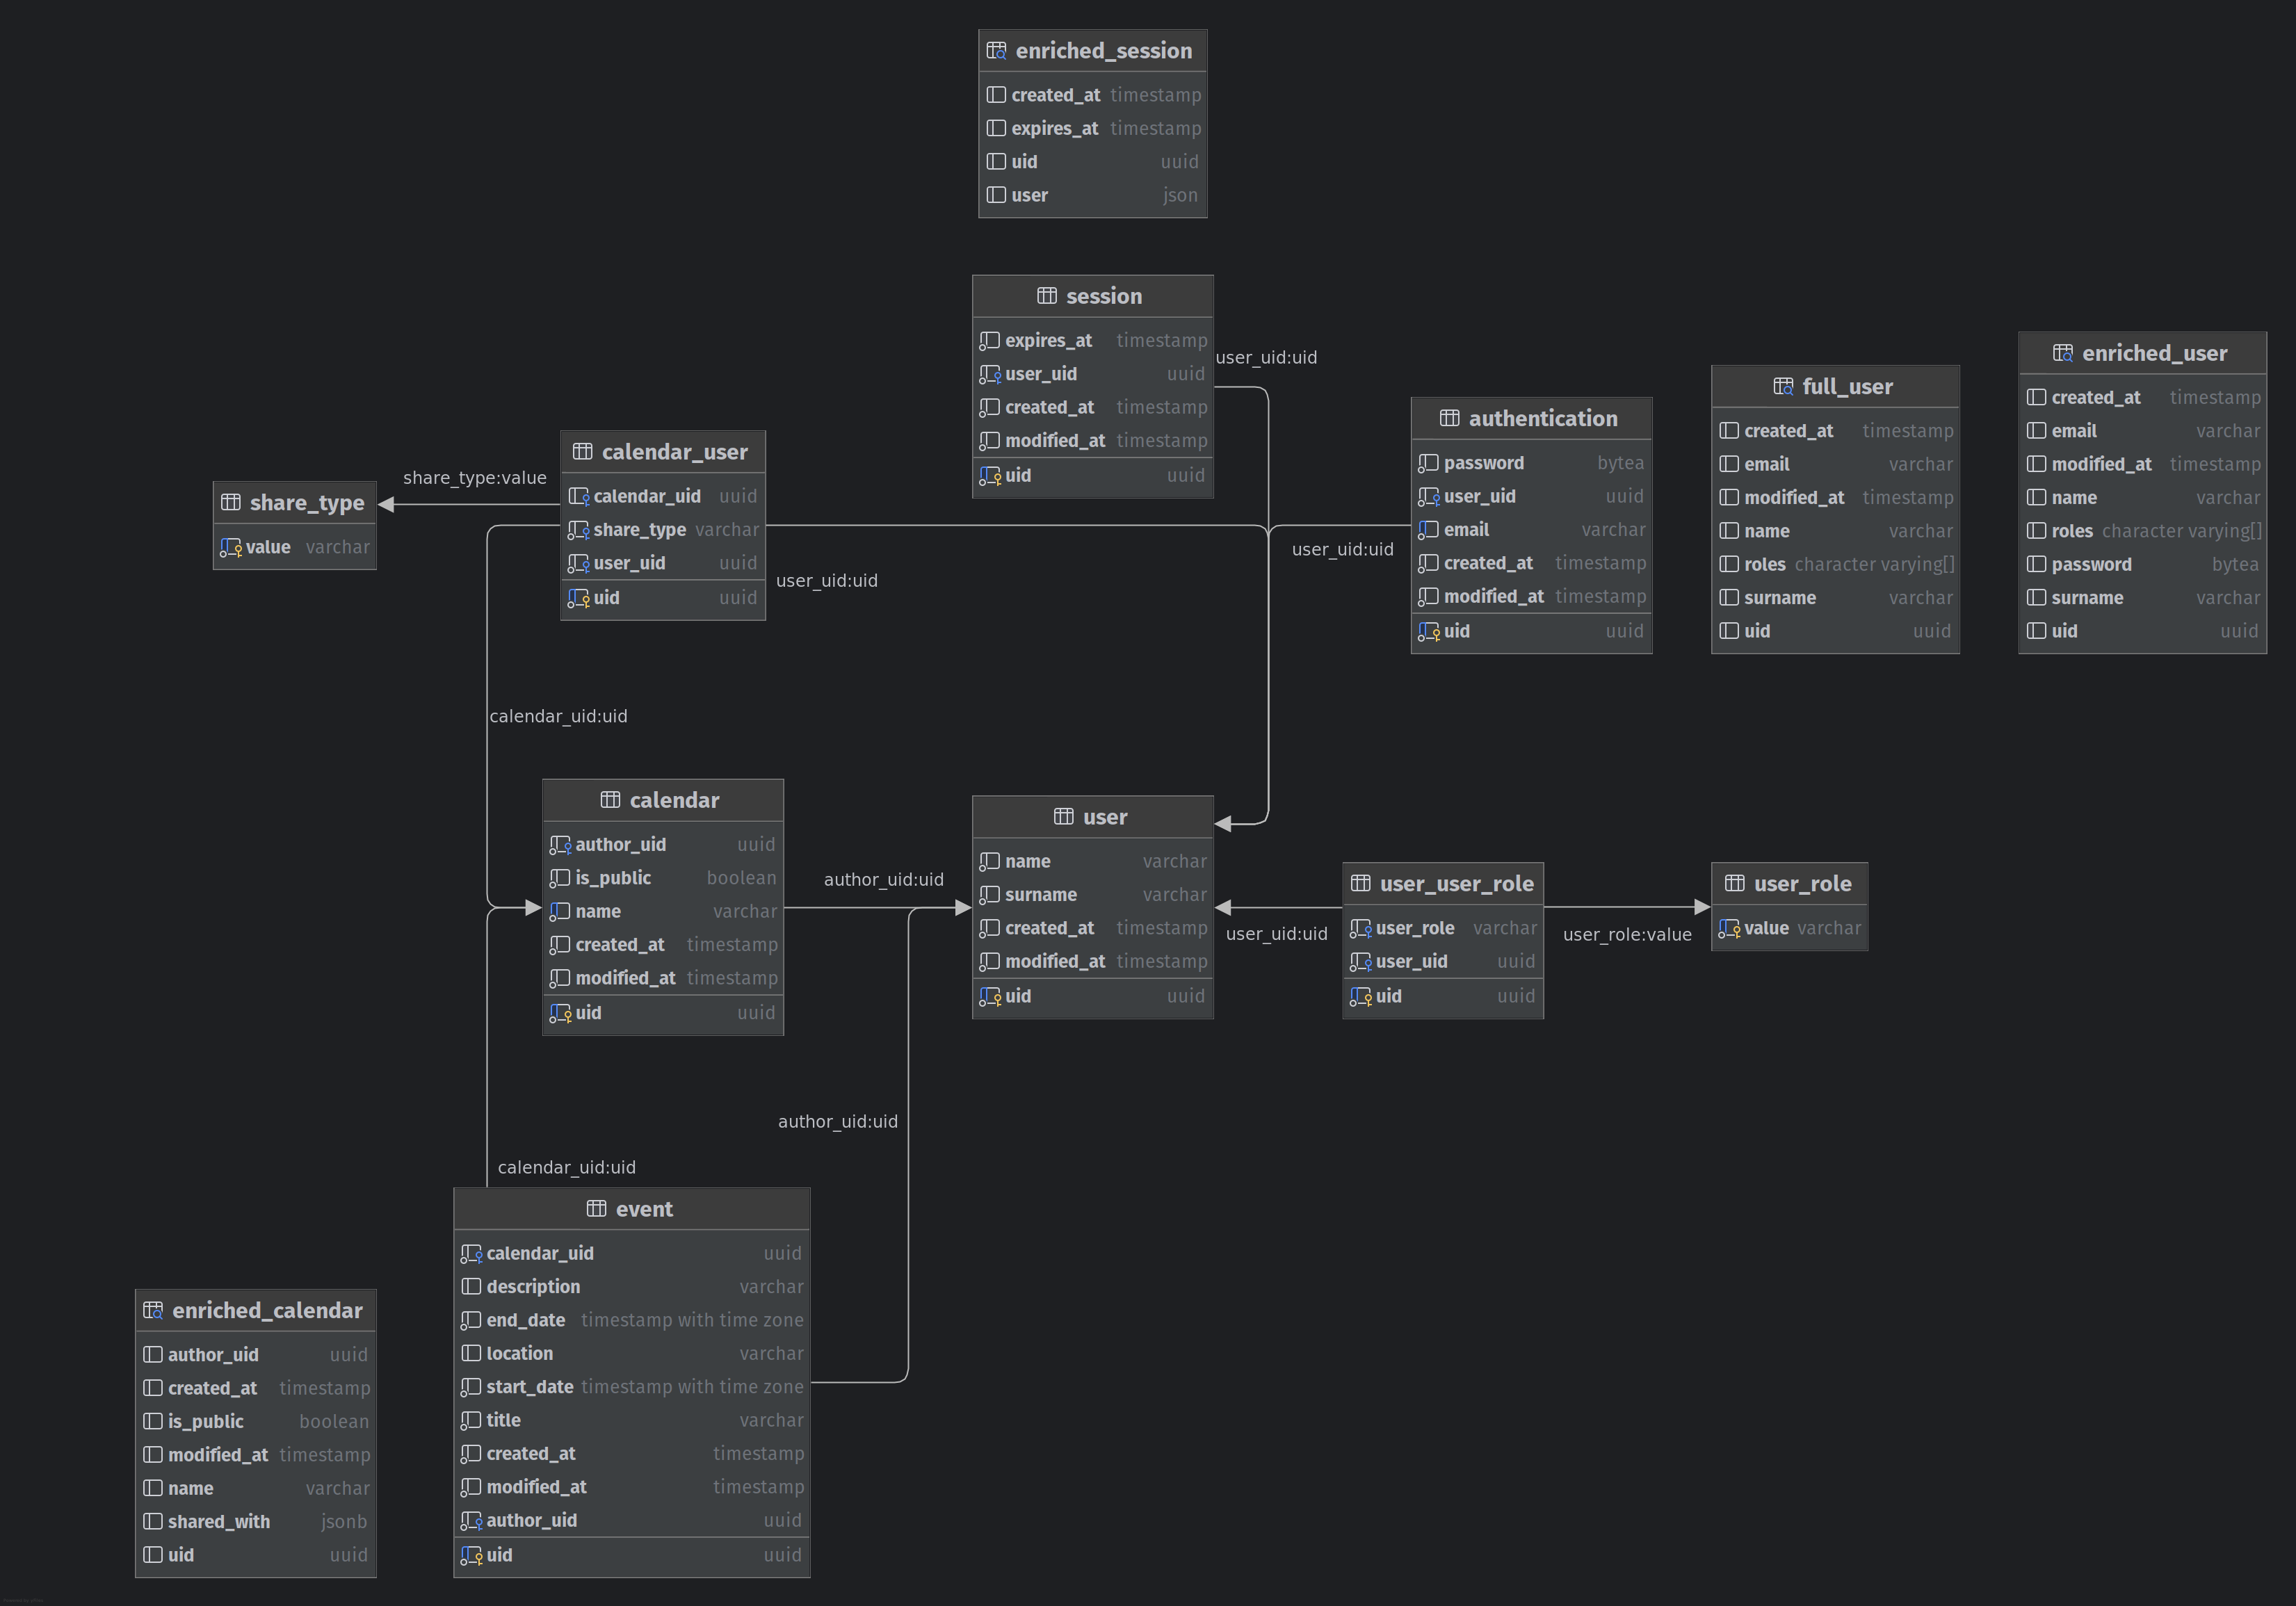 enriched_session
created_at timestamp
expires_at timestamp
uid uuid
user json
session
expires_at timestamp
user_uid uuid
created_at timestamp
modified_at timestamp
uid uuid
user_uid:uid
enriched_user
created_at timestamp
email varchar
modified_at timestamp
name varchar
roles character varying[]
password bytea
surname varchar
uid uuid
full_user
created_at timestamp
email varchar
modified_at timestamp
name varchar
roles character varying[]
surname varchar
uid uuid
authentication
password bytea
user_uid uuid
email varchar
created_at timestamp
modified_at timestamp
uid uuid
user_uid:uid
calendar_user
calendar_uid uuid
share_type varchar
user_uid uuid
uid uuid
user_uid:uid
share_type:value
share_type
value varchar
calendar_uid:uid
calendar
author_uid uuid
is_public boolean
name varchar
created_at timestamp
modified_at timestamp
uid uuid
author_uid:uid
user
name varchar
surname varchar
created_at timestamp
modified_at timestamp
uid uuid
user_uid:uid
user_user_role
user_role varchar
user_uid uuid
uid uuid
user_role:value
user_role
value varchar
author_uid:uid
calendar_uid:uid
event
calendar_uid uuid
description varchar
end_date timestamp with time zone
location varchar
start_date timestamp with time zone
title varchar
created_at timestamp
modified_at timestamp
author_uid uuid
uid uuid
enriched_calendar
author_uid uuid
created_at timestamp
is_public boolean
modified_at timestamp
name varchar
shared_with jsonb
uid uuid